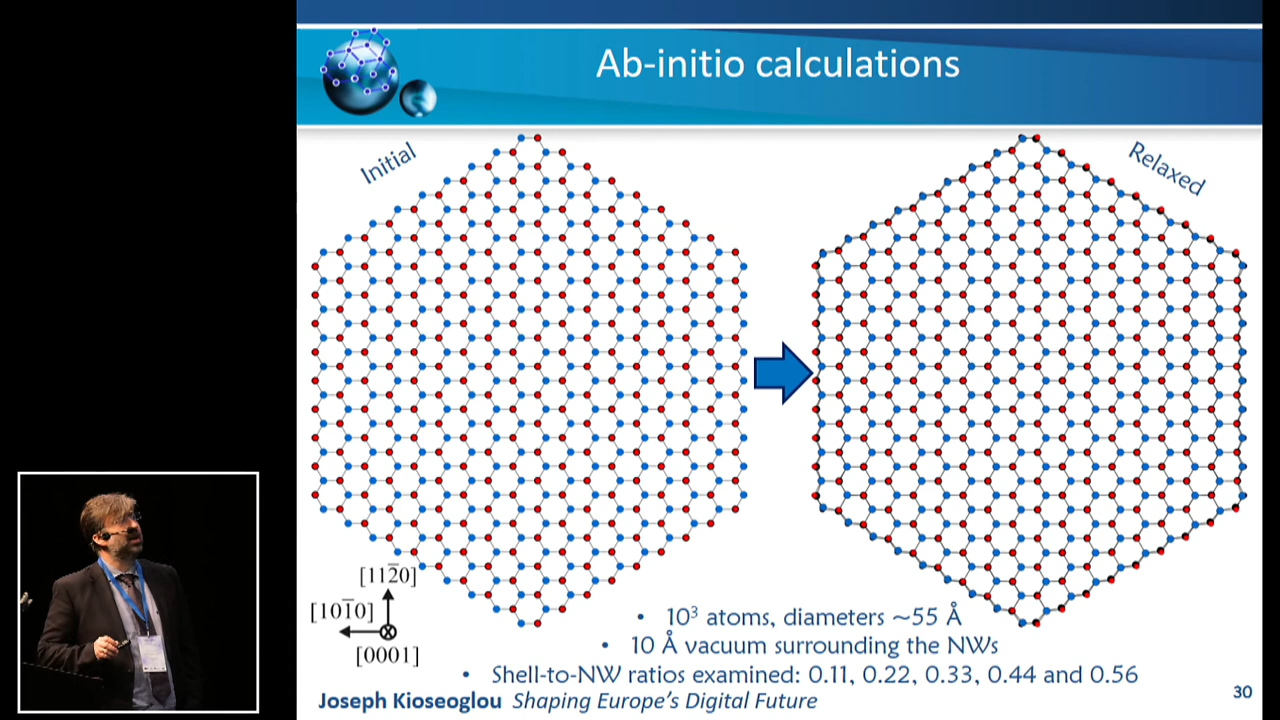 Ab-initio calculations
Initial
Relaxed
[112̅0]
[101̅0]
[0001]
• 10³ atoms, diameters ~55 Å
• 10 Å vacuum surrounding the NWs
• Shell-to-NW ratios examined: 0.11, 0.22, 0.33, 0.44 and 0.56
Joseph Kioseoglou Shaping Europe's Digital Future
30